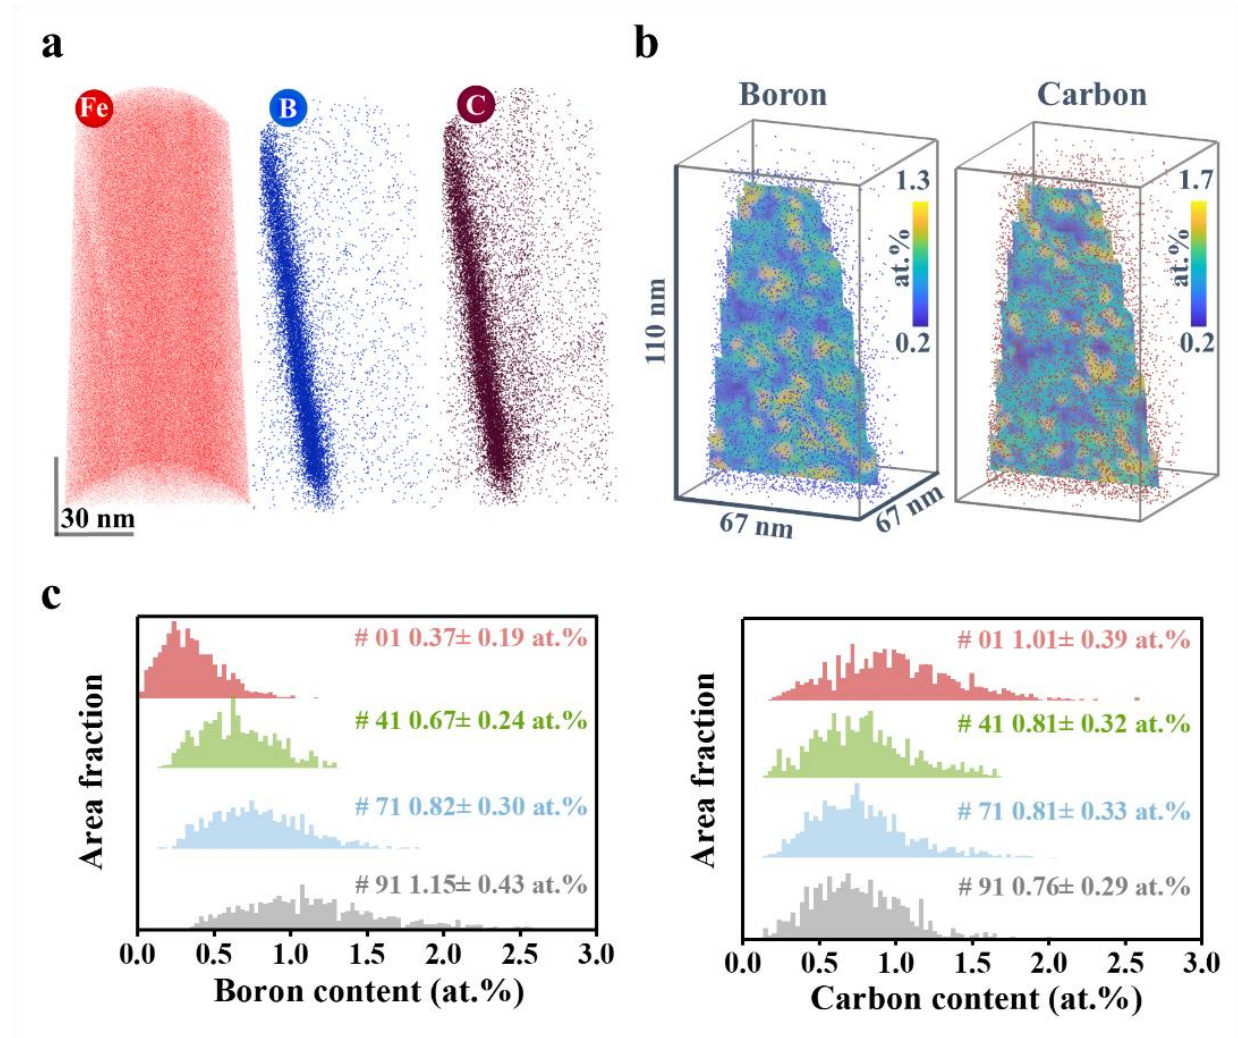 a
b
Fe
B
C
30 nm
Boron
Carbon
1.3
at.%
0.2
1.7
at.%
0.2
110 nm
67 nm
67 nm
c
Area fraction
# 01 0.37± 0.19 at.%
# 41 0.67± 0.24 at.%
# 71 0.82± 0.30 at.%
# 91 1.15± 0.43 at.%
0.0 0.5 1.0 1.5 2.0 2.5 3.0
Boron content (at.%)
Area fraction
# 01 1.01± 0.39 at.%
# 41 0.81± 0.32 at.%
# 71 0.81± 0.33 at.%
# 91 0.76± 0.29 at.%
0.0 0.5 1.0 1.5 2.0 2.5 3.0
Carbon content (at.%)